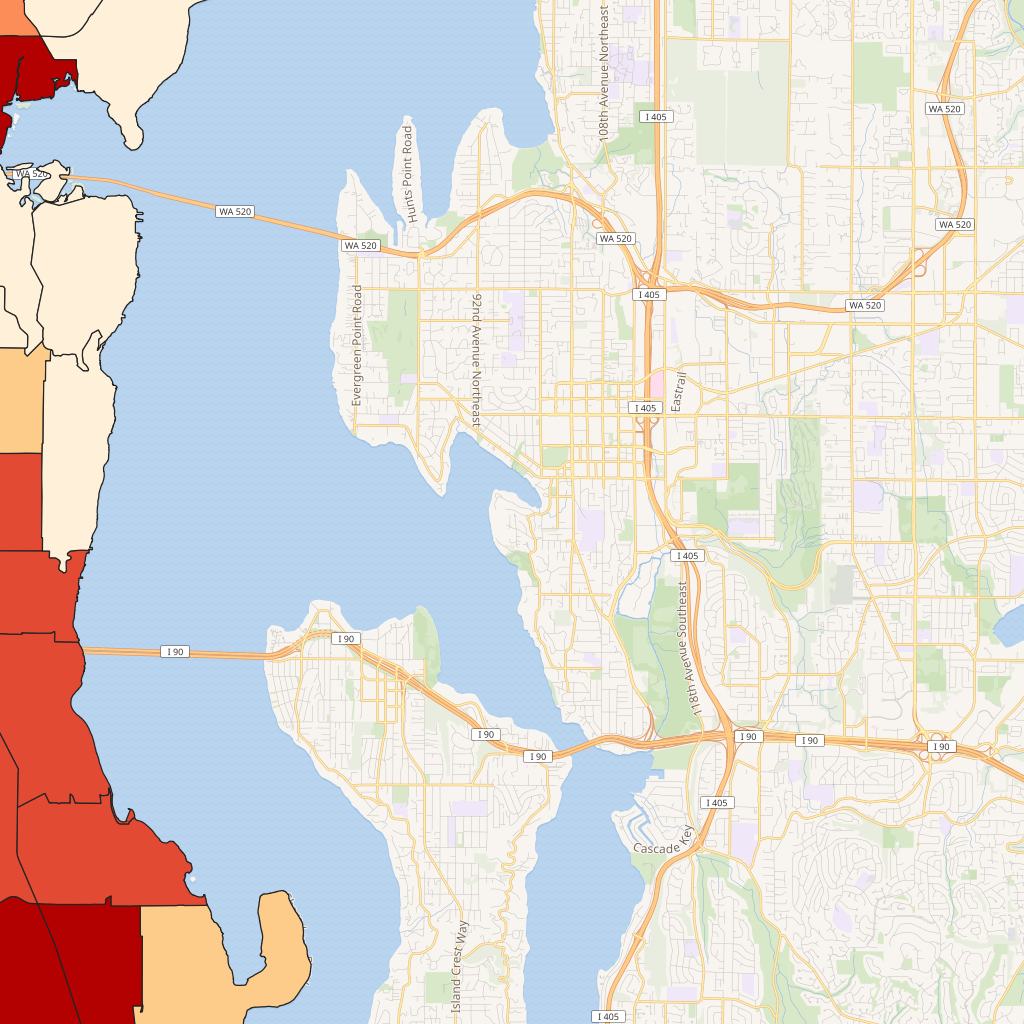 108th Avenue Northeast
WA 520
I 405
Hunts Point Road
WA 520
WA 520
WA 520
WA 520
WA 520
I 405
WA 520
Evergreen Point Road
92nd Avenue Northeast
Eastrail
I 405
I 405
118th Avenue Southeast
I 90
I 90
I 90
I 90
I 90
I 90
I 90
I 405
Cascade Key
Island Crest Way
I 405